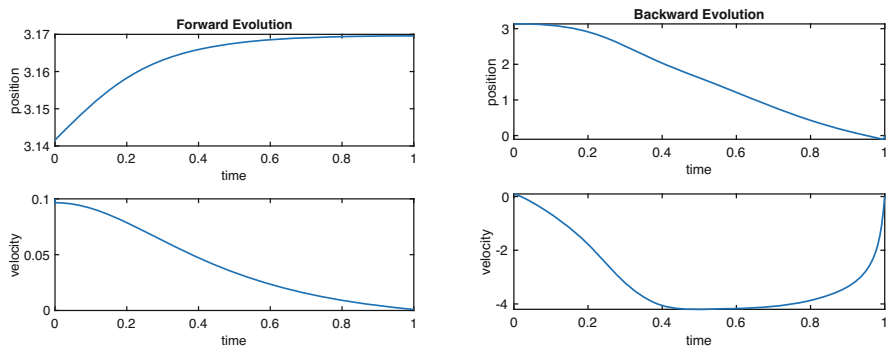 Forward Evolution
3.17
3.16
3.15
3.14
position
0 0.2 0.4 0.6 0.8 1
time
0.1
0.05
0
velocity
0 0.2 0.4 0.6 0.8 1
time
Backward Evolution
3
2
1
0
position
0 0.2 0.4 0.6 0.8 1
time
0
-2
-4
velocity
0 0.2 0.4 0.6 0.8 1
time